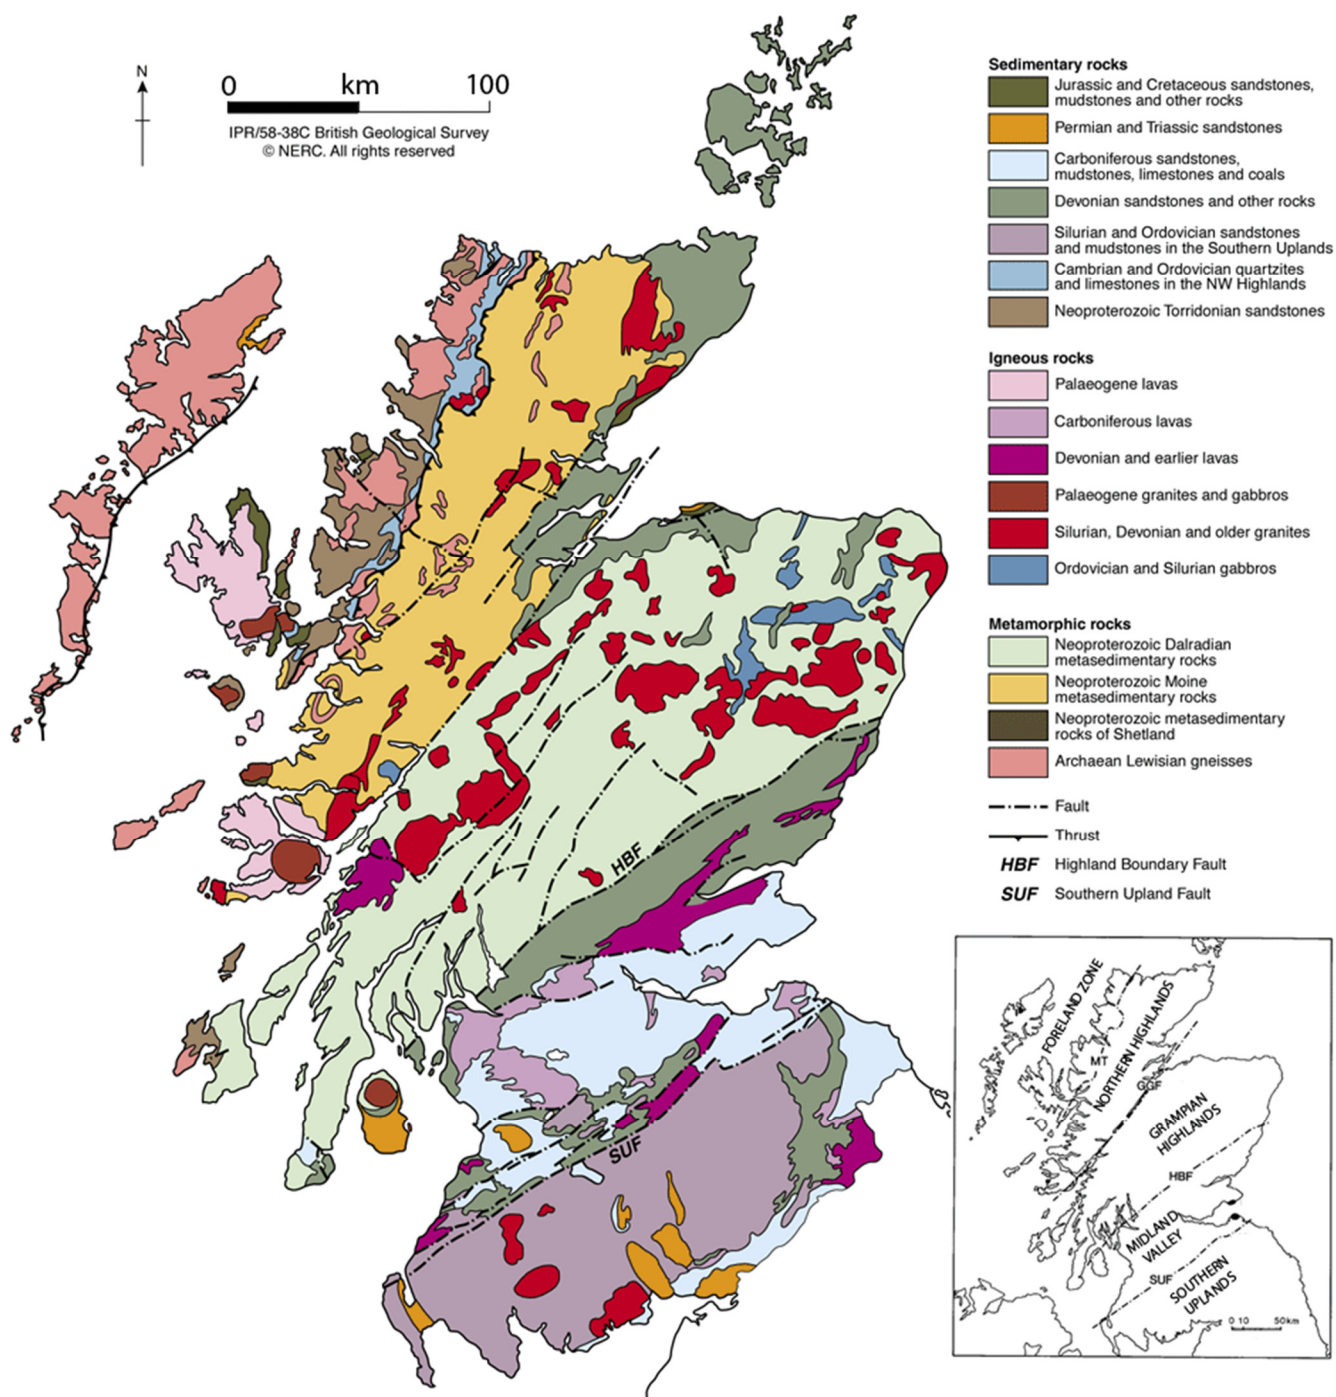 N
0 km 100
IPR/58-38C British Geological Survey
© NERC. All rights reserved
Sedimentary rocks
Jurassic and Cretaceous sandstones,
mudstones and other rocks
Permian and Triassic sandstones
Carboniferous sandstones,
mudstones, limestones and coals
Devonian sandstones and other rocks
Silurian and Ordovician sandstones
and mudstones in the Southern Uplands
Cambrian and Ordovician quartzites
and limestones in the NW Highlands
Neoproterozoic Torridonian sandstones
Igneous rocks
Palaeogene lavas
Carboniferous lavas
Devonian and earlier lavas
Palaeogene granites and gabbros
Silurian, Devonian and older granites
Ordovician and Silurian gabbros
Metamorphic rocks
Neoproterozoic Dalradian
metasedimentary rocks
Neoproterozoic Moine
metasedimentary rocks
Neoproterozoic metasedimentary
rocks of Shetland
Archaean Lewisian gneisses
Fault
Thrust
HBF Highland Boundary Fault
SUF Southern Upland Fault
HBF
SUF
FORELAND ZONE
MT
NORTHERN HIGHLANDS
GGF
GRAMPIAN
HIGHLANDS
HBF
MIDLAND
VALLEY
SUF
SOUTHERN
UPLANDS
0 10 50km